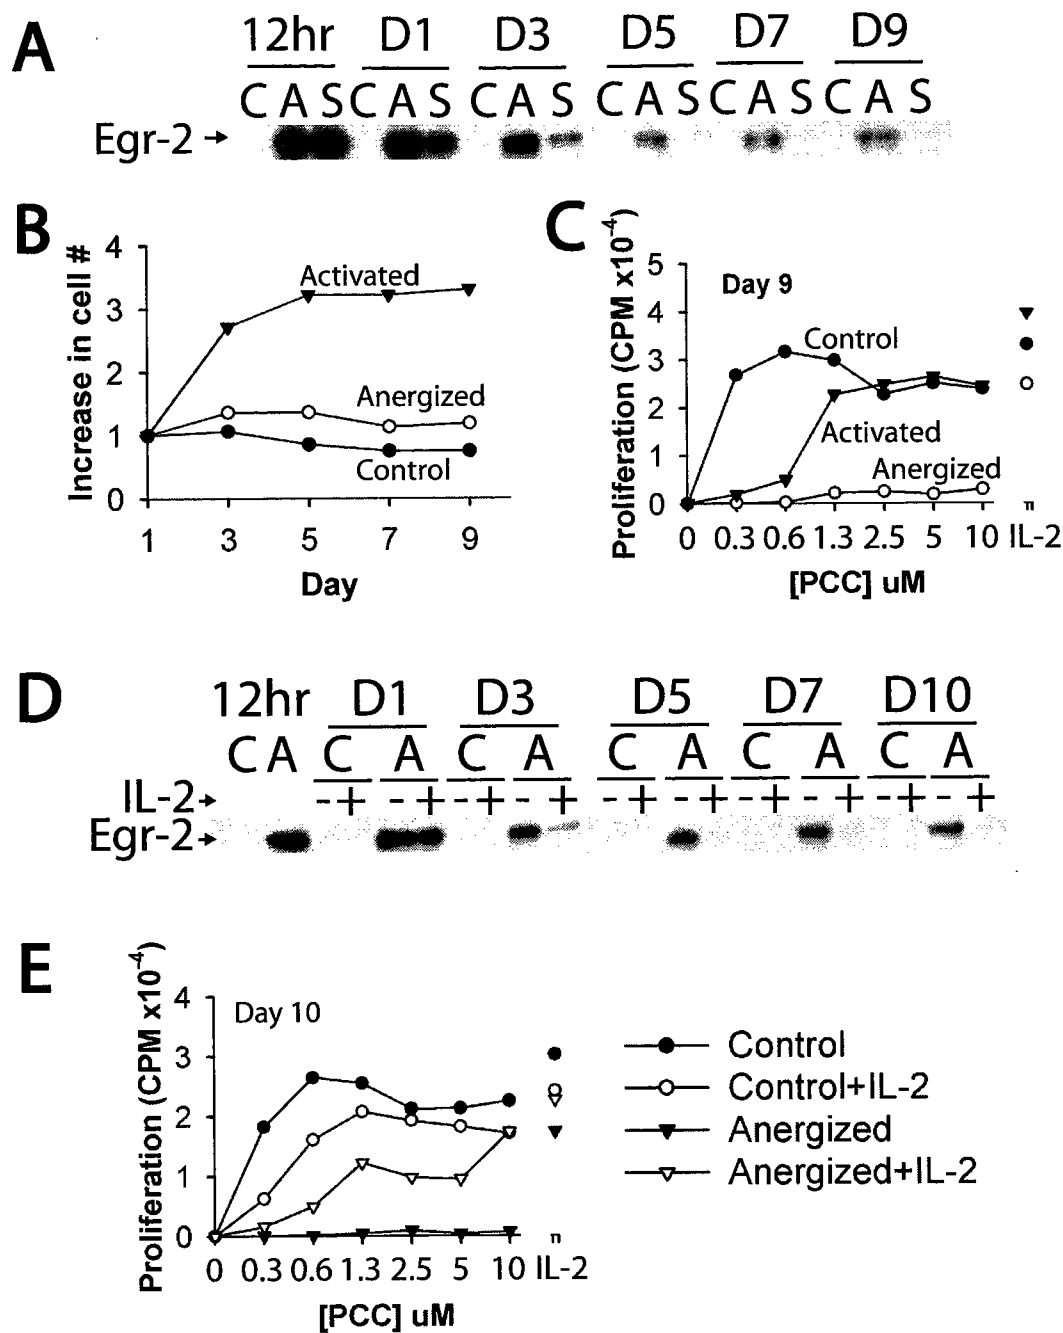 A
12hr D1 D3 D5 D7 D9
C A S C A S C A S C A S C A S C A S
Egr-2
B
Increase in cell #
4
3
2
1
0
Activated
Anergized
Control
1 3 5 7 9
Day
C
Proliferation (CPM x10-4)
5
4
3
2
1
0
Day 9
Control
Activated
Anergized
0 0.3 0.6 1.3 2.5 5 10 IL-2
[PCC] uM
D
12hr D1 D3 D5 D7 D10
C A C A C A C A C A C A
IL-2 - + - + - + - + - + - + - + - + - + - +
Egr-2
E
Proliferation (CPM x10-4)
4
3
2
1
0
Day 10
0 0.3 0.6 1.3 2.5 5 10 IL-2
[PCC] uM
Control
Control+IL-2
Anergized
Anergized+IL-2